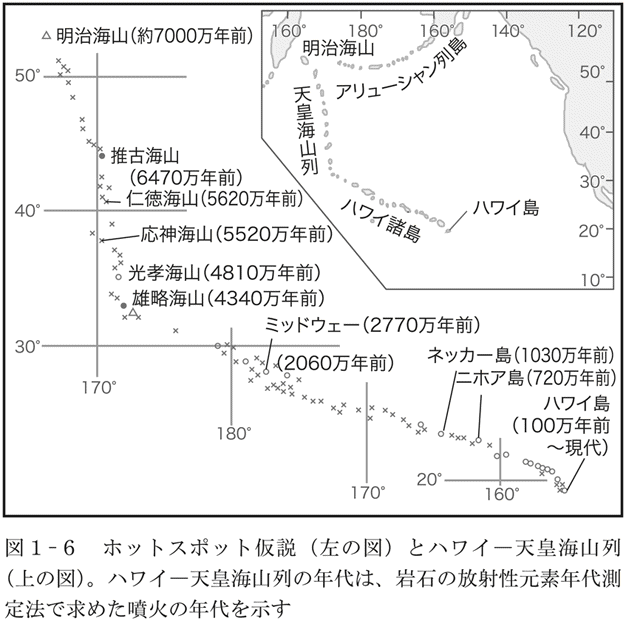 △ 明治海山(約7000万年前)
50°
推古海山
(6470万年前)
仁徳海山(5620万年前)
40°
応神海山(5520万年前)
光孝海山(4810万年前)
雄略海山(4340万年前)
30°
ミッドウェー(2770万年前)
(2060万年前)
ネッカー島(1030万年前)
ニホア島(720万年前)
ハワイ島
(100万年前
〜現代)
170°
180°
170°
20°
160°
160°
180°
160°
140°
120°
明治海山
アリューシャン列島
天皇海山列
ハワイ諸島
ハワイ島
50°
40°
30°
20°
10°
図1-6 ホットスポット仮説(左の図)とハワイ―天皇海山列
(上の図)。ハワイ―天皇海山列の年代は、岩石の放射性元素年代測
定法で求めた噴火の年代を示す